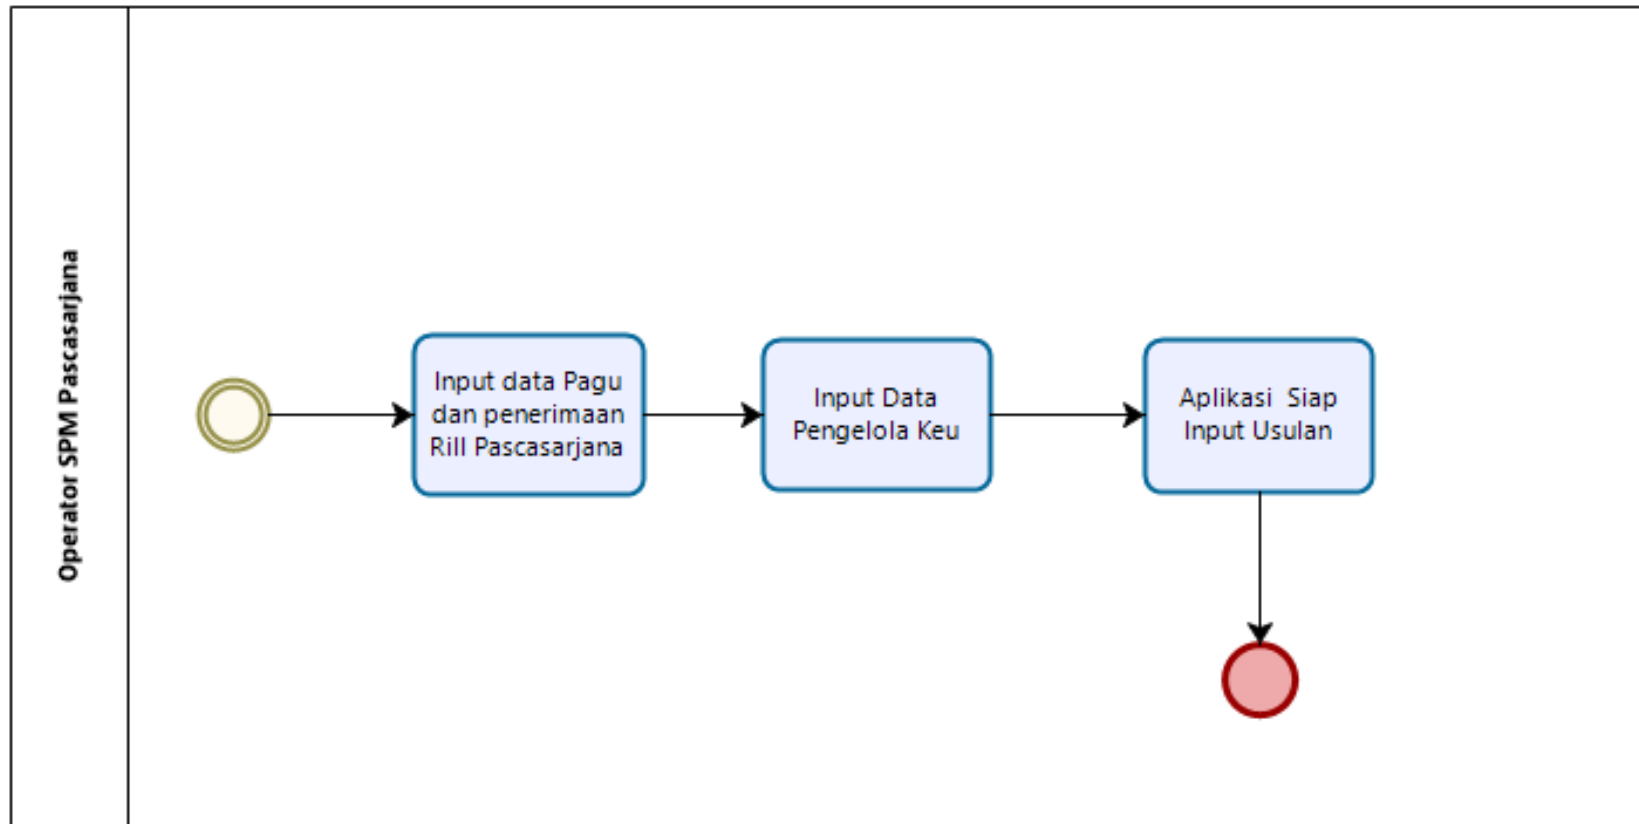 Operator SPM Pascasarjana
Input data Pagu
dan penerimaan
Rill Pascasarjana
Input Data
Pengelola Keu
Aplikasi  Siap
Input Usulan